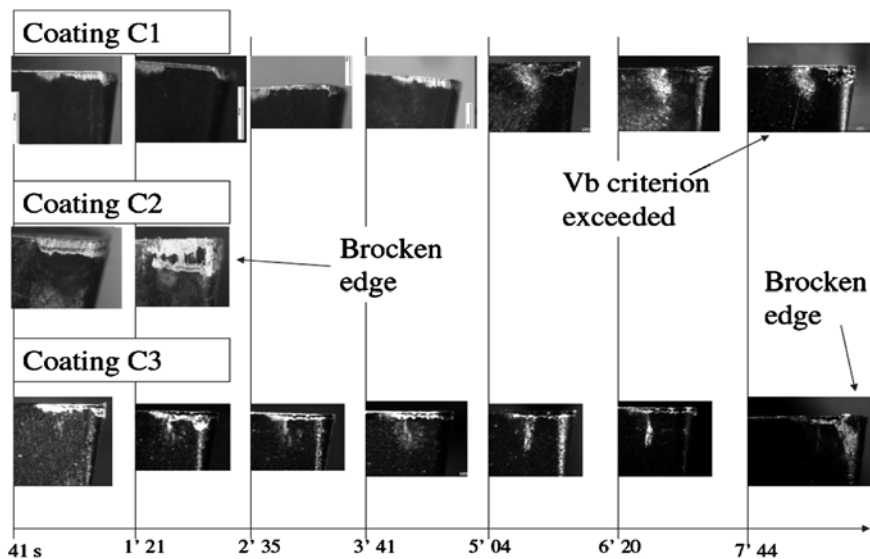 Coating C1
Vb criterion
exceeded
Coating C2
Brocken
edge
Brocken
edge
Coating C3
41 s
1' 21
2' 35
3' 41
5' 04
6' 20
7' 44